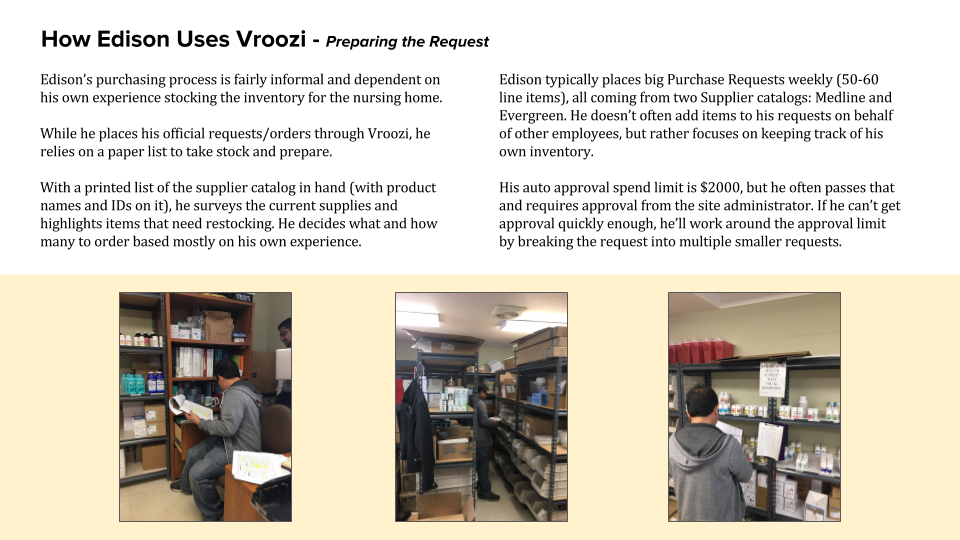 How Edison Uses Vroozi - Preparing the Request
Edison’s purchasing process is fairly informal and dependent on
his own experience stocking the inventory for the nursing home.
While he places his official requests/orders through Vroozi, he
relies on a paper list to take stock and prepare.
With a printed list of the supplier catalog in hand (with product
names and IDs on it), he surveys the current supplies and
highlights items that need restocking. He decides what and how
many to order based mostly on his own experience.
Edison typically places big Purchase Requests weekly (50-60
line items), all coming from two Supplier catalogs: Medline and
Evergreen. He doesn’t often add items to his requests on behalf
of other employees, but rather focuses on keeping track of his
own inventory.
His auto approval spend limit is $2000, but he often passes that
and requires approval from the site administrator. If he can’t get
approval quickly enough, he’ll work around the approval limit
by breaking the request into multiple smaller requests.